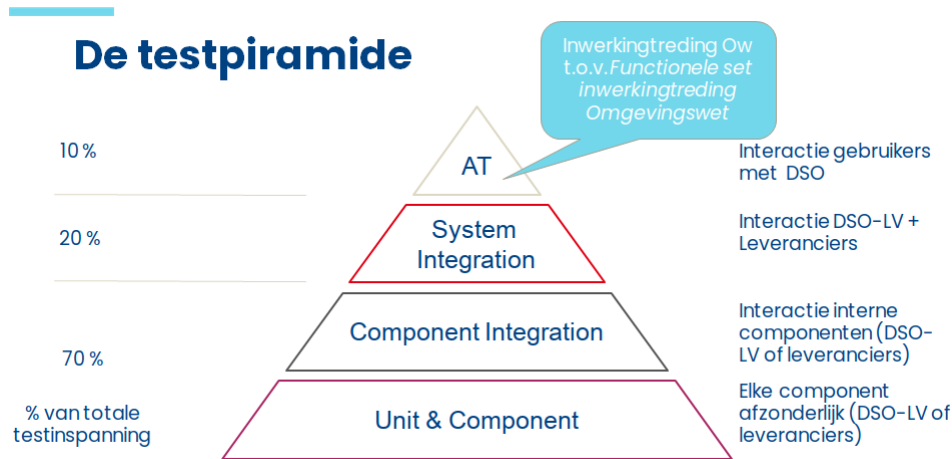 De testpiramide
Inwerkingtreding Ow
t.o.v.Functionele set
inwerkingtreding
Omgevingswet
10 %
AT
Interactie gebruikers
met DSO
20 %
System
Integration
Interactie DSO-LV +
Leveranciers
70 %
Component Integration
Interactie interne
componenten (DSO-
LV of leveranciers)
% van totale
testinspanning
Unit & Component
Elke component
afzonderlijk (DSO-LV of
leveranciers)